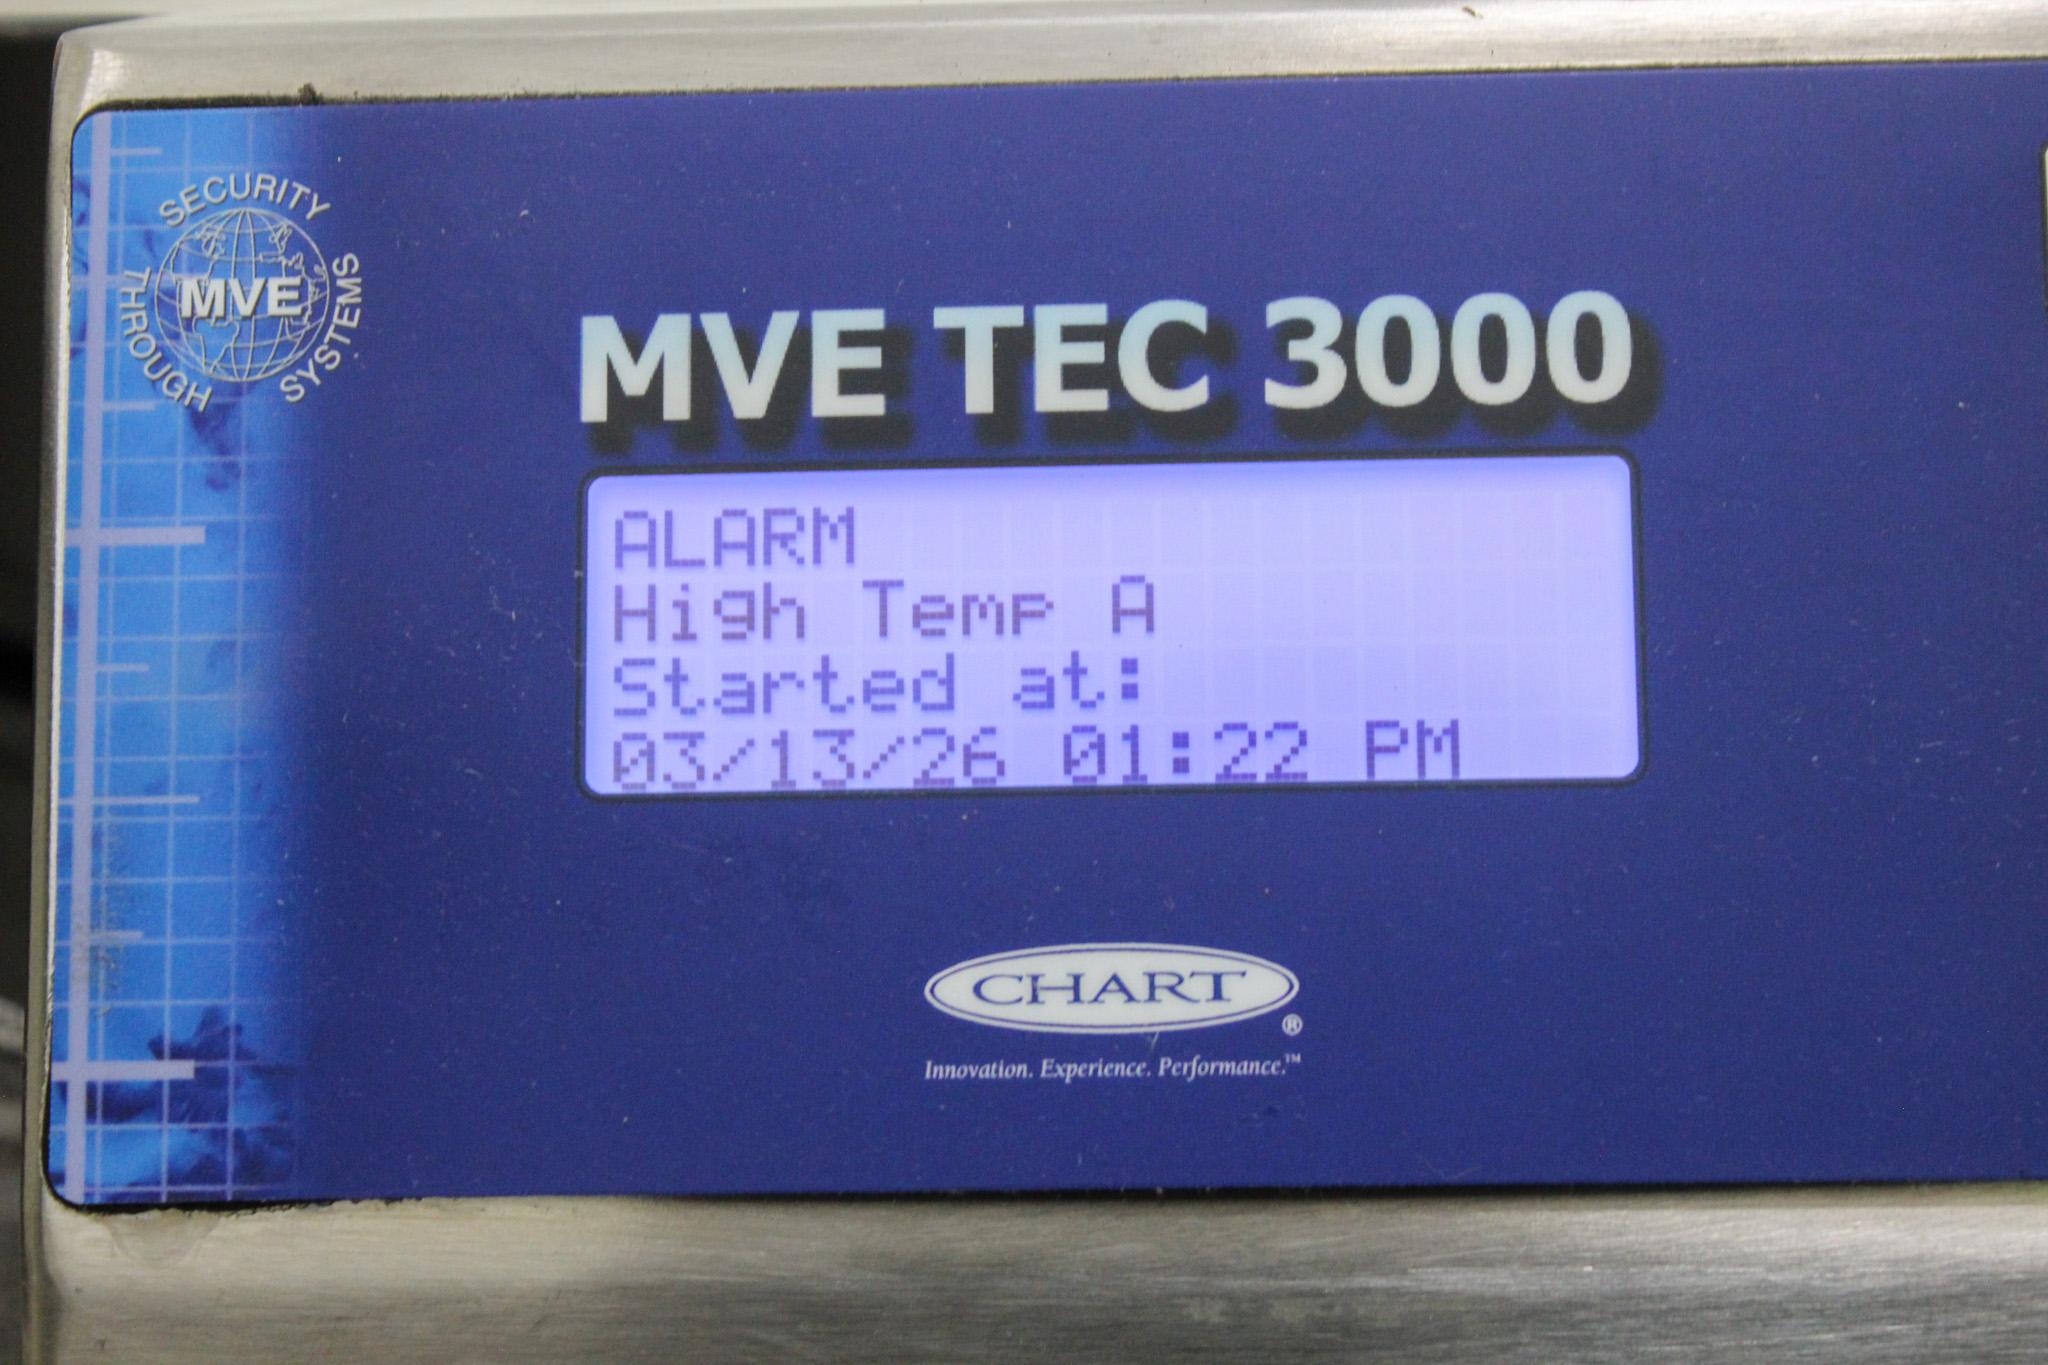 SECURITY
THROUGH
SYSTEMS
MVE
MVE TEC 3000
ALARM
High Temp A
Started at:
03/13/26 01:22 PM
CHART
®
Innovation. Experience. Performance.™